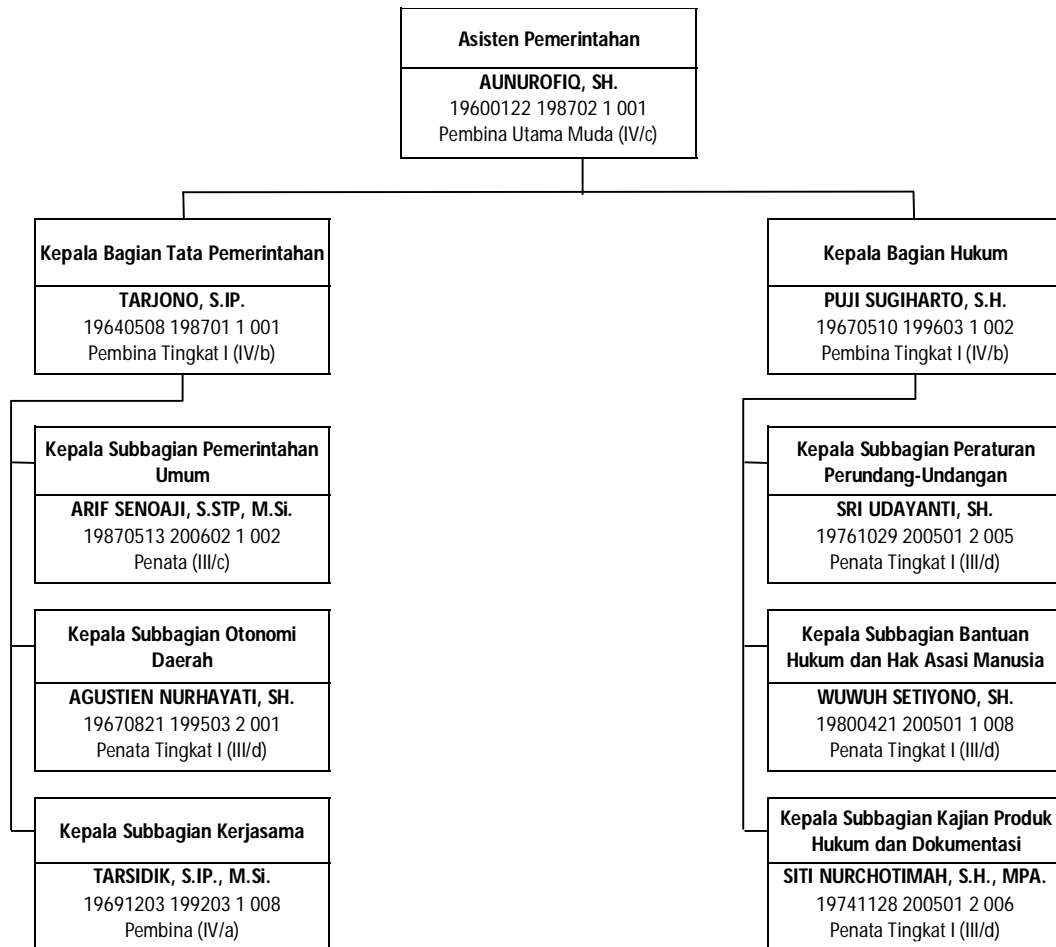 Asisten Pemerintahan
AUNUROFIQ, SH.
19600122 198702 1 001
Pembina Utama Muda (IV/c)
Kepala Bagian Tata Pemerintahan
TARJONO, S.IP.
19640508 198701 1 001
Pembina Tingkat I (IV/b)
Kepala Subbagian Pemerintahan
Umum
ARIF SENOAJI, S.STP, M.Si.
19870513 200602 1 002
Penata (III/c)
Kepala Subbagian Otonomi
Daerah
AGUSTIEN NURHAYATI, SH.
19670821 199503 2 001
Penata Tingkat I (III/d)
Kepala Subbagian Kerjasama
TARSIDIK, S.IP., M.Si.
19691203 199203 1 008
Pembina (IV/a)
Kepala Bagian Hukum
PUJI SUGIHARTO, S.H.
19670510 199603 1 002
Pembina Tingkat I (IV/b)
Kepala Subbagian Peraturan
Perundang-Undangan
SRI UDAYANTI, SH.
19761029 200501 2 005
Penata Tingkat I (III/d)
Kepala Subbagian Bantuan
Hukum dan Hak Asasi Manusia
WUWUH SETIYONO, SH.
19800421 200501 1 008
Penata Tingkat I (III/d)
Kepala Subbagian Kajian Produk
Hukum dan Dokumentasi
SITI NURCHOTIMAH, S.H., MPA.
19741128 200501 2 006
Penata Tingkat I (III/d)